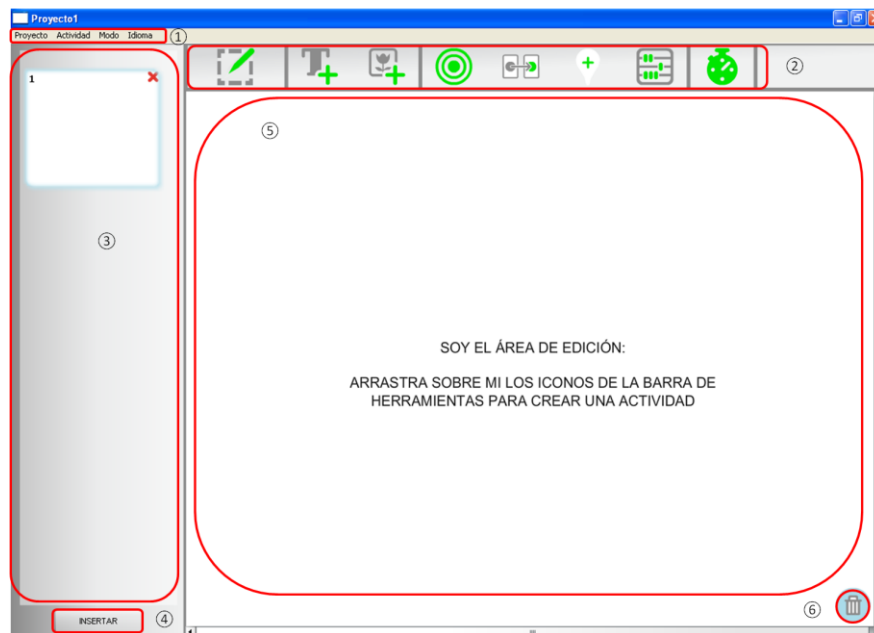 Proyecto1
Proyecto Actividad Modo Idioma ①
②
1
⑤
③
SOY EL ÁREA DE EDICIÓN:
ARRASTRA SOBRE MI LOS ICONOS DE LA BARRA DE
HERRAMIENTAS PARA CREAR UNA ACTIVIDAD
⑥
INSERTAR ④